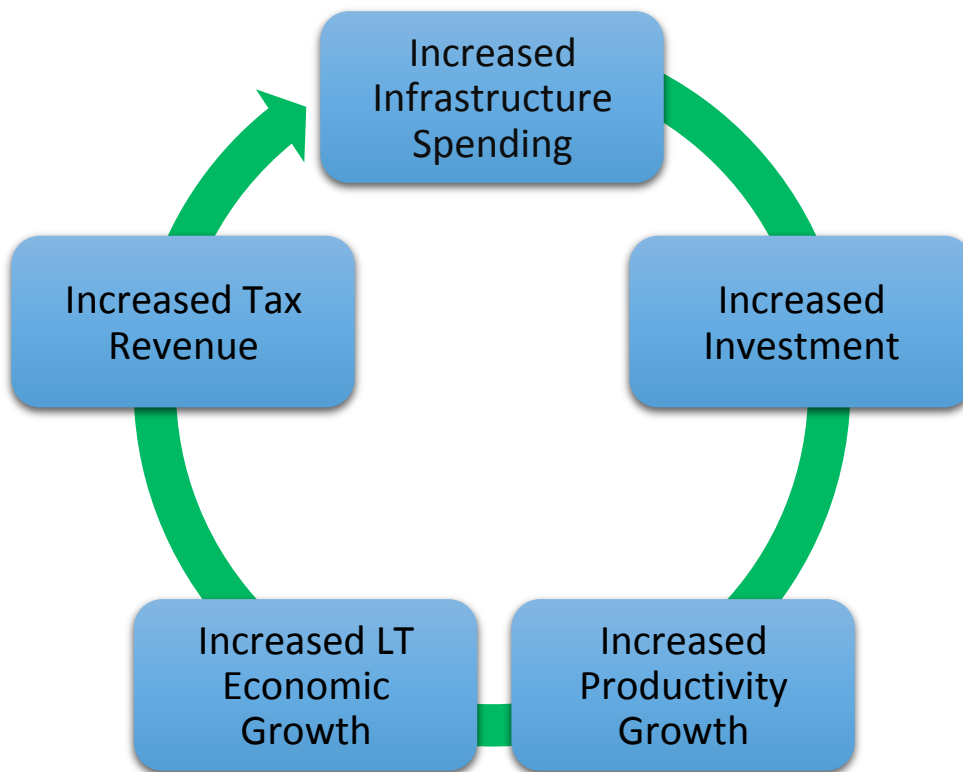 Increased
Infrastructure
Spending
Increased
Investment
Increased
Productivity
Growth
Increased LT
Economic
Growth
Increased Tax
Revenue